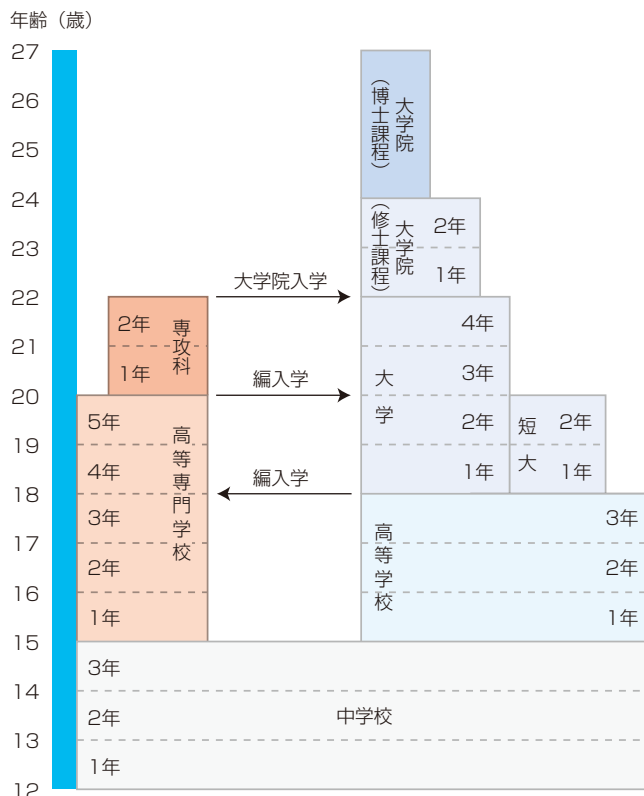 年齢（歳）
27
26
25
24
23
22
21
20
19
18
17
16
15
14
13
12
大学院
（博士課程）
大学院
（修士課程）
2年
1年
大学院入学
2年
1年
専攻科
編入学
4年
3年
2年
1年
大学
2年
1年
短大
5年
4年
3年
2年
1年
高等専門学校
編入学
高等学校
3年
2年
1年
3年
2年
1年
中学校